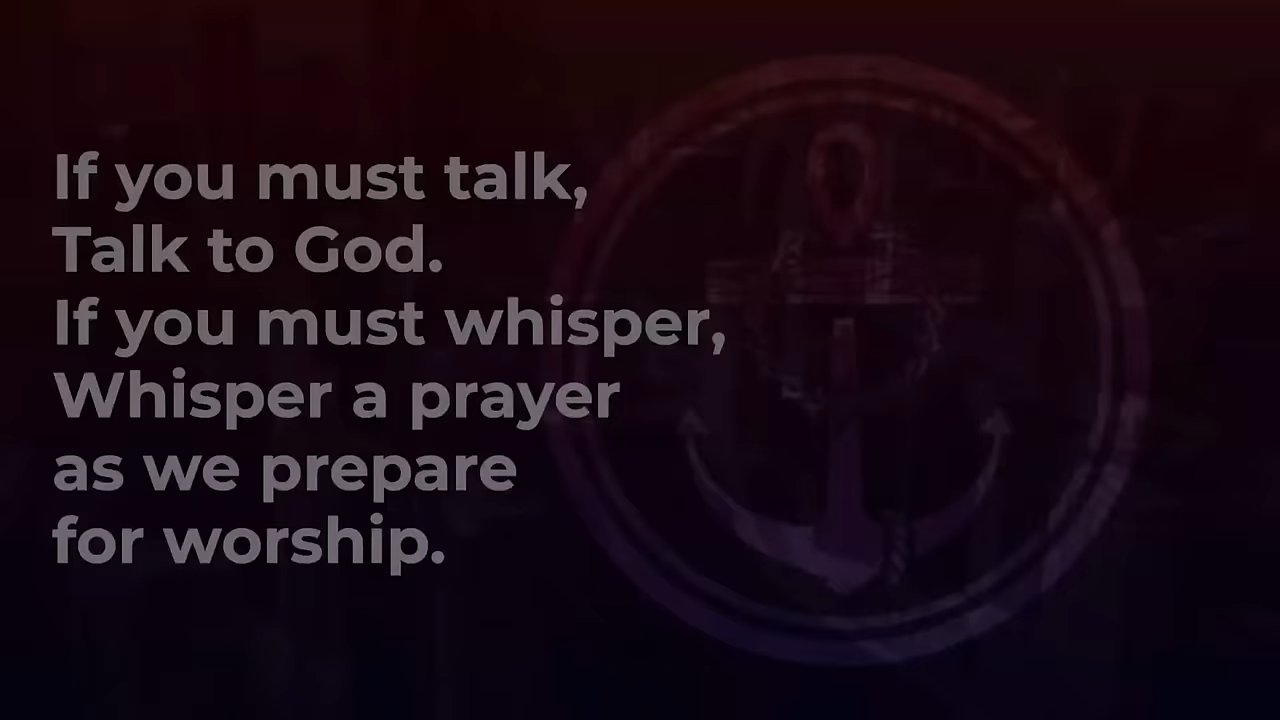 If you must talk,
Talk to God.
If you must whisper,
Whisper a prayer
as we prepare
for worship.